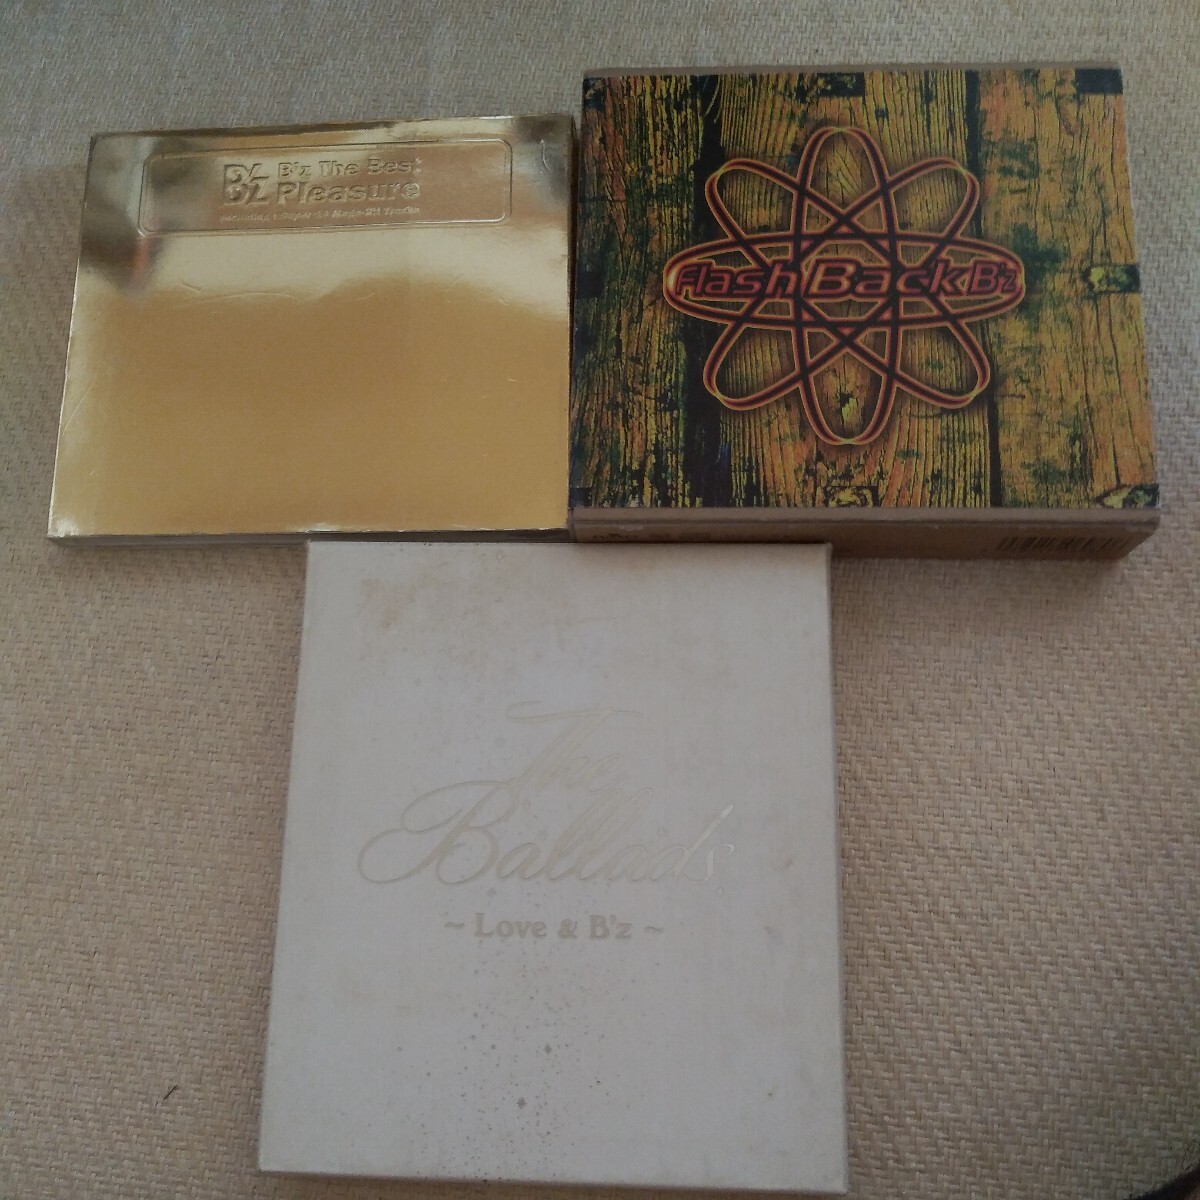 B'z
B'z The Best
Pleasure
Flash Back B'z
The
Ballads
~ Love & B'z ~